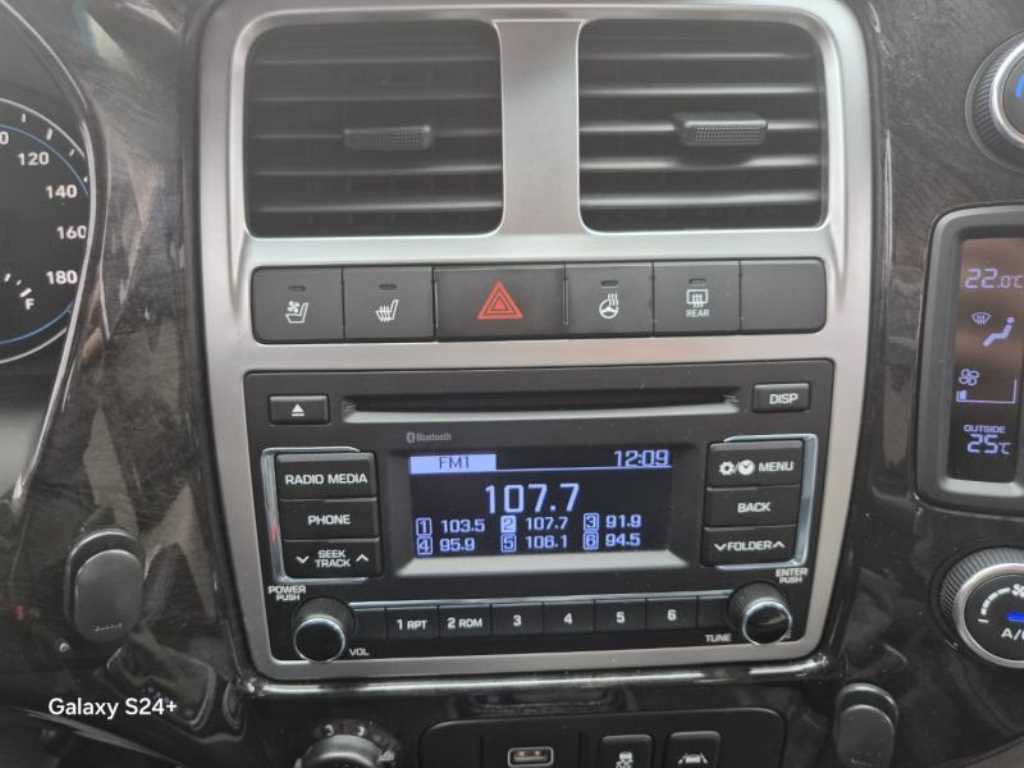 120
140
160
180
F
REAR
22.0°C
OUTSIDE
25°C
DISP
Bluetooth
RADIO MEDIA
PHONE
SEEK
TRACK
FM1 12:09
107.7
1 103.5 2 107.7 3 91.9
4 95.9 5 106.1 6 94.5
MENU
BACK
FOLDER
POWER
PUSH
VOL
1 RPT 2 RDM 3 4 5 6
ENTER
PUSH
TUNE
Galaxy S24+